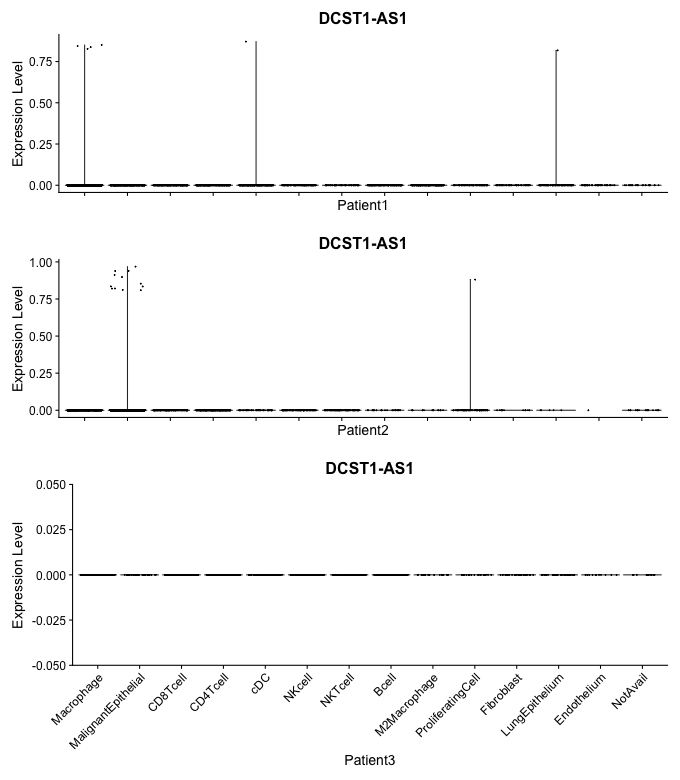 DCST1-AS1
Expression Level
0.75
0.50
0.25
0.00
Patient1
DCST1-AS1
Expression Level
1.00
0.75
0.50
0.25
0.00
Patient2
DCST1-AS1
Expression Level
0.050
0.025
0.000
-0.025
-0.050
Macrophage
MalignantEpithelial
CD8Tcell
CD4Tcell
cDC
NKcell
NKTcell
Bcell
M2Macrophage
ProliferatingCell
Fibroblast
LungEpithelium
Endothelium
NotAvail
Patient3